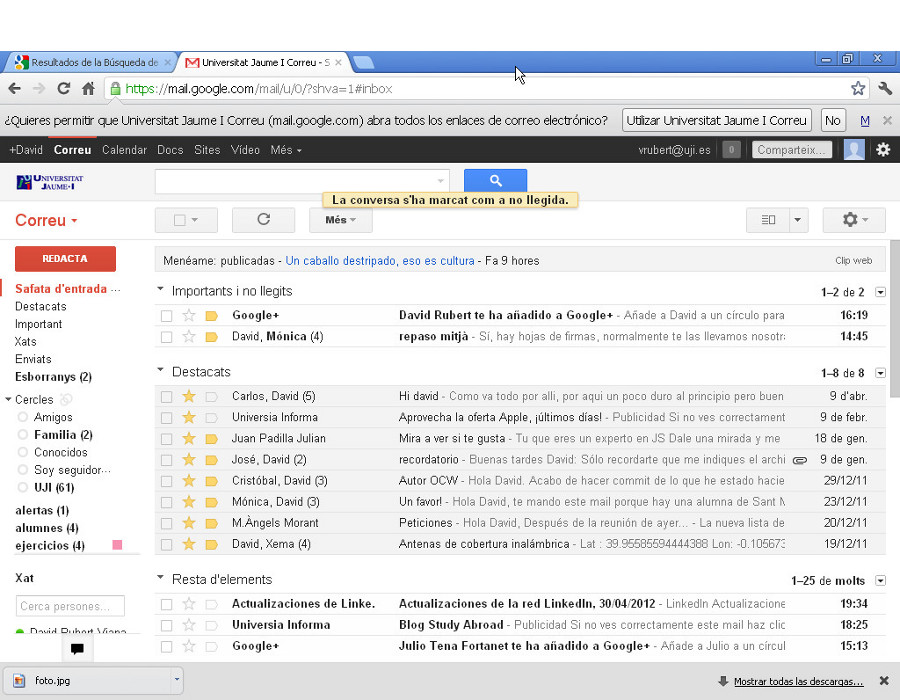 Resultados de la Búsqueda de
Universitat Jaume I Correu - S
https://mail.google.com/mail/u/0/?shva=1#inbox
¿Quieres permitir que Universitat Jaume I Correu (mail.google.com) abra todos los enlaces de correo electrónico? Utilizar Universitat Jaume I Correu No M
+David Correu Calendar Docs Sites Vídeo Més vrubert@uji.es 0 Comparteix...
UNIVERSITAT
JAUME·I
La conversa s'ha marcat com a no llegida.
Correu Més
REDACTA
Menéame: publicadas - Un caballo destripado, eso es cultura - Fa 9 hores Clip web
Safata d'entrada ...
Destacats
Important
Xats
Enviats
Esborranys (2)
Cercles
Amigos
Familia (2)
Conocidos
Soy seguidor...
UJI (61)
alertas (1)
alumnes (4)
ejercicios (4)
Xat
Cerca persones...
David Rubert Viana
Importants i no llegits 1–2 de 2
Google+ David Rubert te ha añadido a Google+ - Añade a David a un círculo para 16:19
David, Mónica (4) repaso mitjà - Sí, hay hojas de firmas, normalmente te las llevamos nosotr 14:45
Destacats 1–8 de 8
Carlos, David (5) Hi david - Como va todo por alli, por aqui un poco duro al principio pero buen 9 d'abr.
Universia Informa Aprovecha la oferta Apple, ¡últimos días! - Publicidad Si no ves correctament 9 de febr.
Juan Padilla Julian Mira a ver si te gusta - Tu que eres un experto en JS Dale una mirada y me 18 de gen.
José, David (2) recordatorio - Buenas tardes David: Sólo recordarte que me indiques el archi 9 de gen.
Cristóbal, David (3) Autor OCW - Hola David. Acabo de hacer commit de lo que he estado hacie 29/12/11
Mónica, David (3) Un favor! - Hola David, te mando este mail porque hay una alumna de Sant M 23/12/11
M.Àngels Morant Peticiones - Hola David, Después de la reunión de ayer... - La nueva lista de 20/12/11
David, Xema (4) Antenas de cobertura inalámbrica - Lat : 39.95585594444388 Lon: -0.105673 19/12/11
Resta d'elements 1–25 de molts
Actualizaciones de Linke. Actualizaciones de la red LinkedIn, 30/04/2012 - LinkedIn Actualizacione 19:34
Universia Informa Blog Study Abroad - Publicidad Si no ves correctamente este mail haz clic 18:25
Google+ Julio Tena Fortanet te ha añadido a Google+ - Añade a Julio a un círcul 15:13
foto.jpg Mostrar todas las descargas...